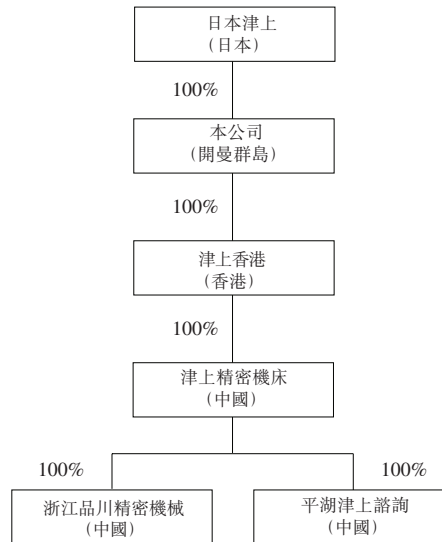 日本津上
（日本）
100%
本公司
（開曼群島）
100%
津上香港
（香港）
100%
津上精密機床
（中國）
100%
100%
浙江品川精密機械
（中國）
平湖津上諮詢
（中國）